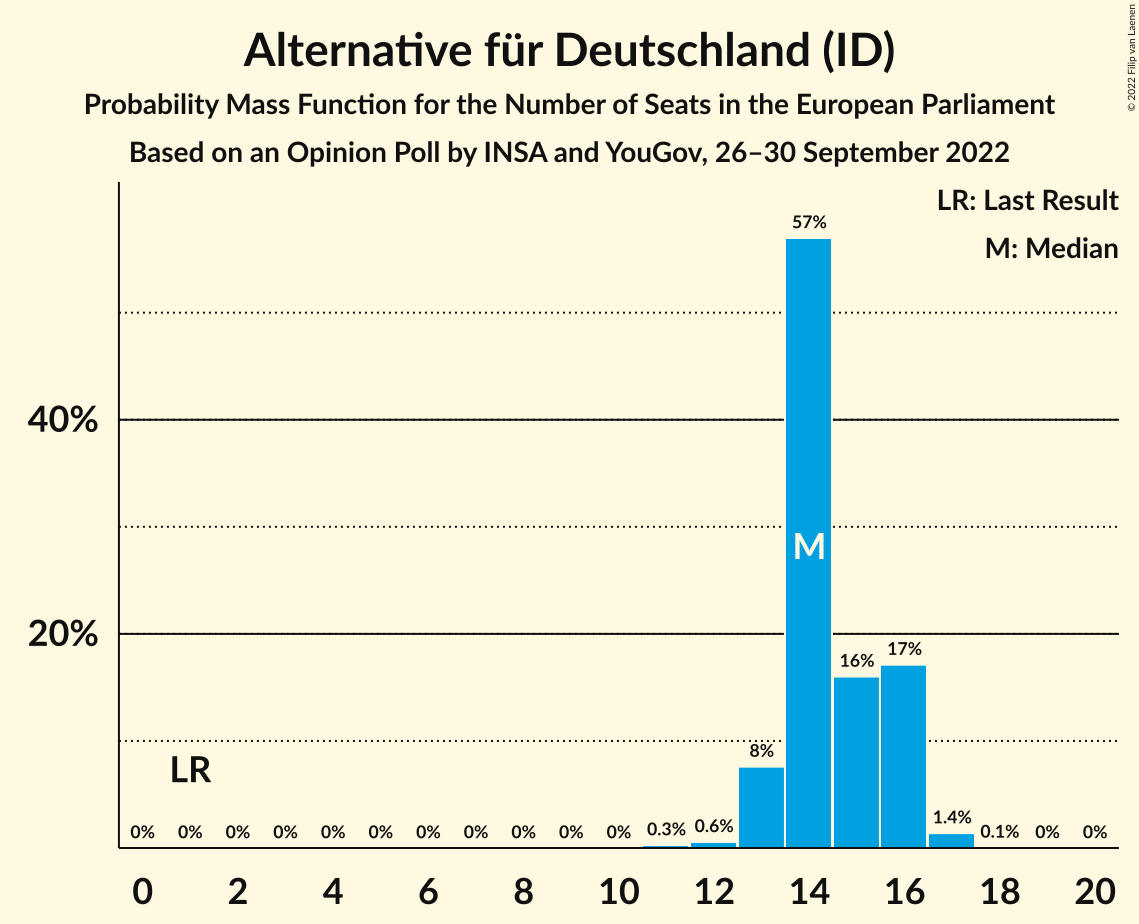 Alternative für Deutschland (ID)
Probability Mass Function for the Number of Seats in the European Parliament
Based on an Opinion Poll by INSA and YouGov, 26–30 September 2022
© 2022 Filip van Laenen
LR: Last Result
M: Median
57%
40%
M
20%
17%
16%
8%
LR
0% 0% 0% 0% 0% 0% 0% 0% 0% 0% 0% 0.3% 0.6% 1.4% 0.1% 0% 0%
0 2 4 6 8 10 12 14 16 18 20